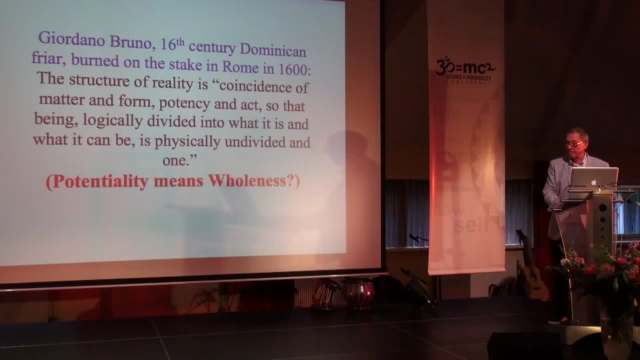 Giordano Bruno, 16th century Dominican
friar, burned on the stake in Rome in 1600:
The structure of reality is “coincidence of
matter and form, potency and act, so that
being, logically divided into what it is and
what it can be, is physically undivided and
one.”
(Potentiality means Wholeness?)
ॐ=mc2